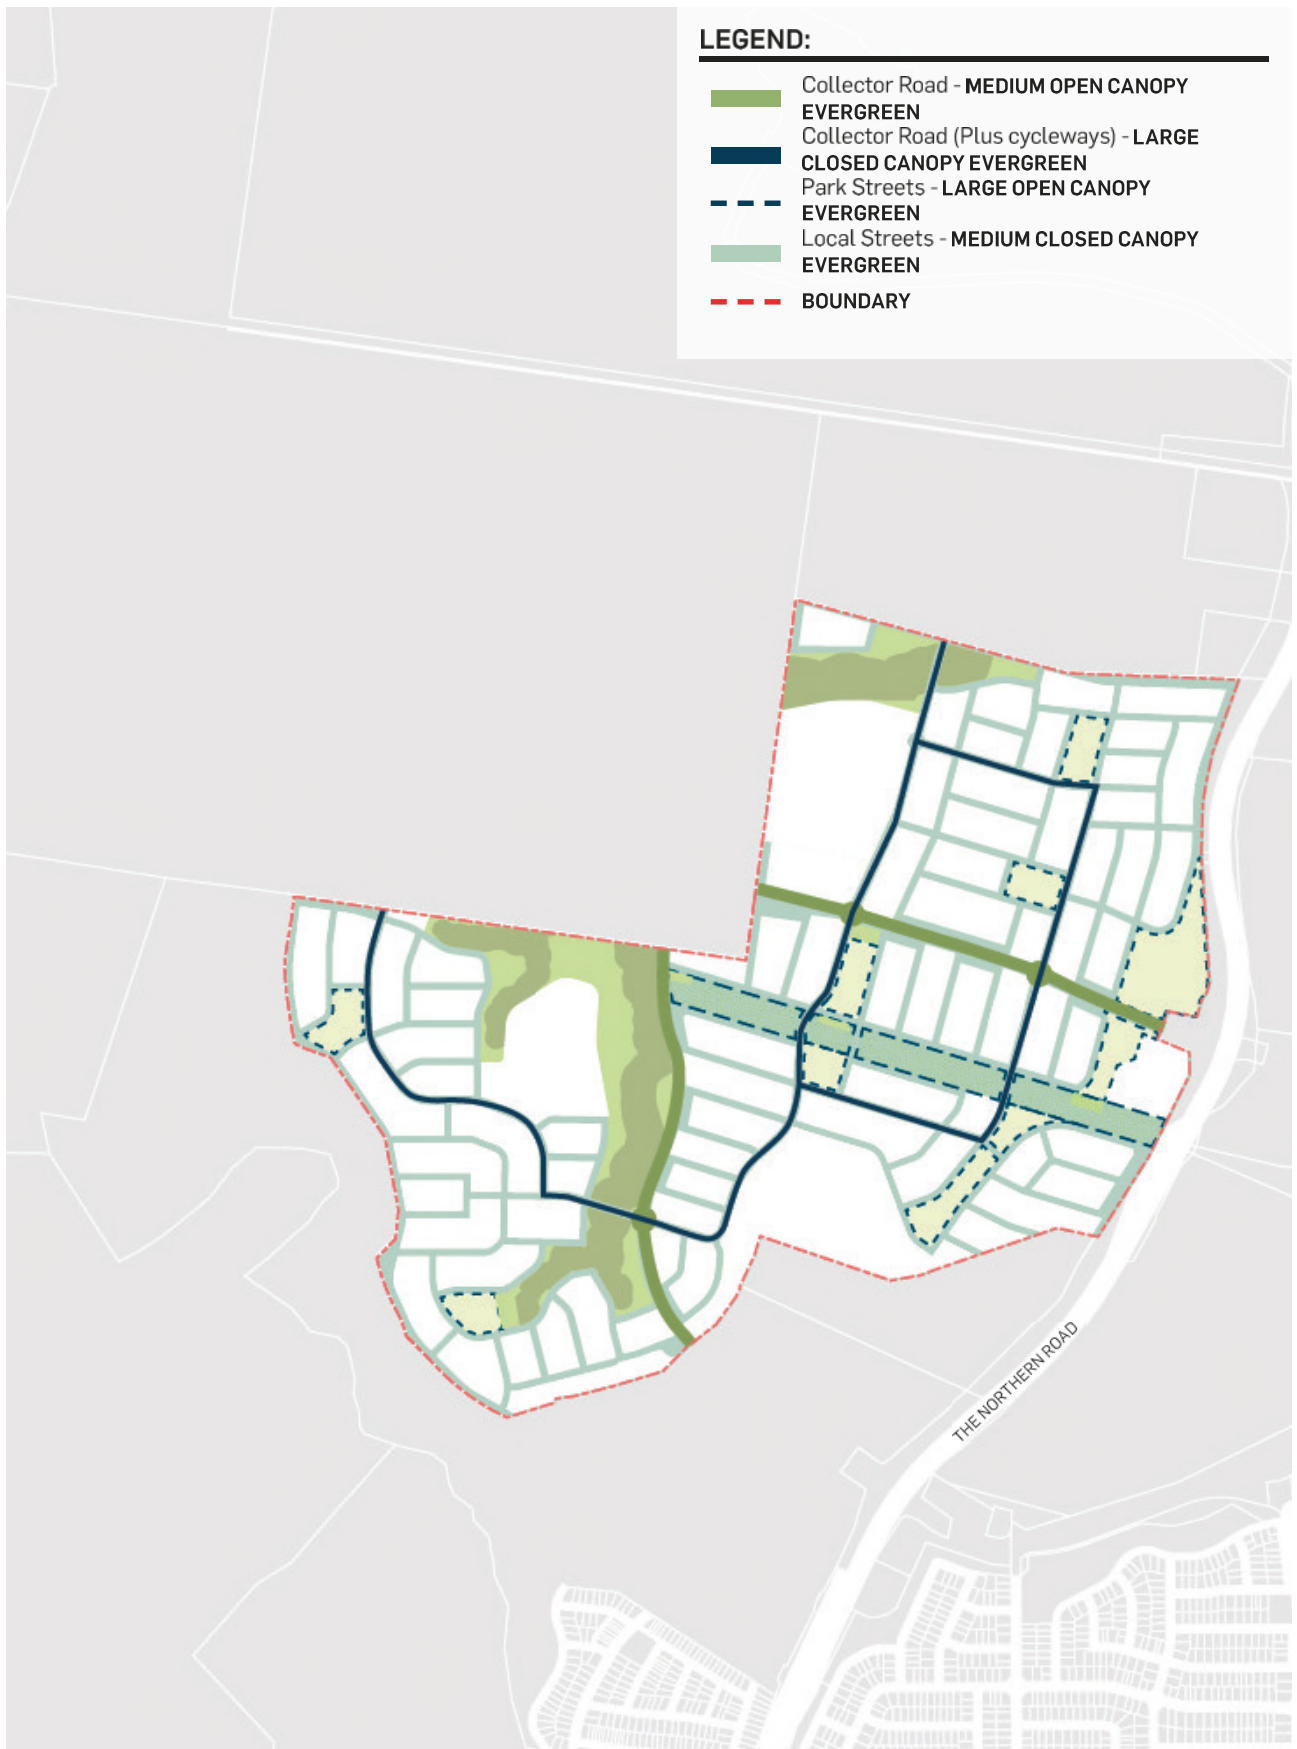 LEGEND:
Collector Road - MEDIUM OPEN CANOPY
EVERGREEN
Collector Road (Plus cycleways) - LARGE
CLOSED CANOPY EVERGREEN
Park Streets - LARGE OPEN CANOPY
EVERGREEN
Local Streets - MEDIUM CLOSED CANOPY
EVERGREEN
BOUNDARY
THE NORTHERN ROAD